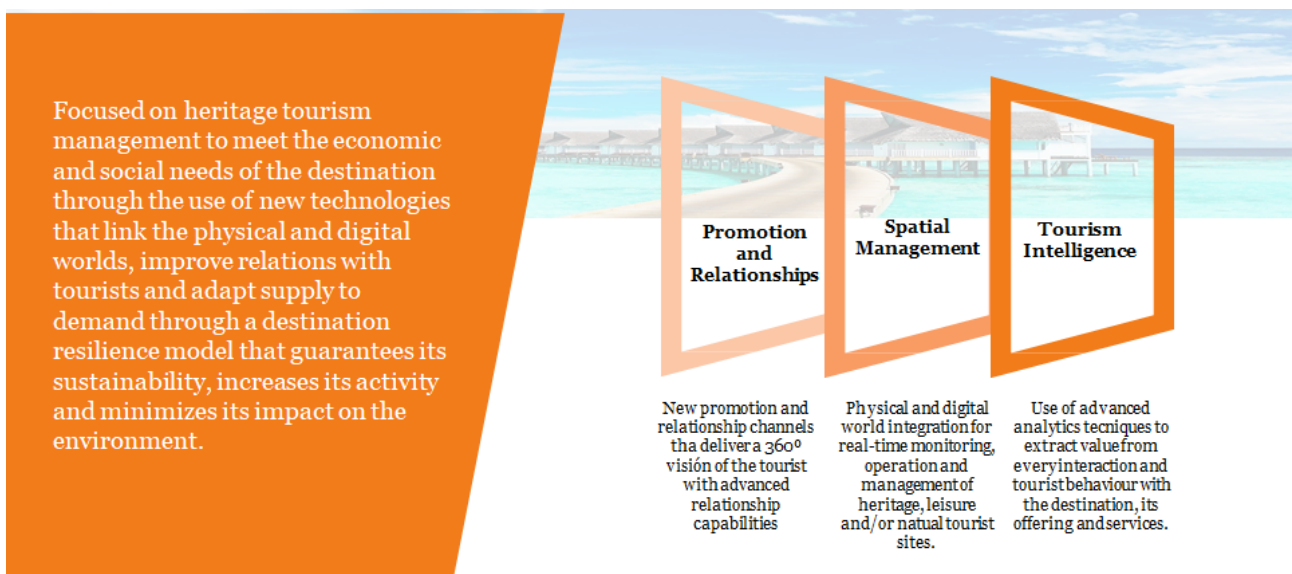 Focused on heritage tourism
management to meet the economic
and social needs of the destination
through the use of new technologies
that link the physical and digital
worlds, improve relations with
tourists and adapt supply to
demand through a destination
resilience model that guarantees its
sustainability, increases its activity
and minimizes its impact on the
environment.
Promotion
and
Relationships
New promotion and
relationship channels
tha deliver a 360º
visión of the tourist
with advanced
relationship
capabilities
Spatial
Management
Physical and digital
world integration for
real-time monitoring,
operation and
management of
heritage, leisure
and/or natual tourist
sites.
Tourism
Intelligence
Use of advanced
analytics tecniques to
extract value from
every interaction and
tourist behaviour with
the destination, its
offering and services.